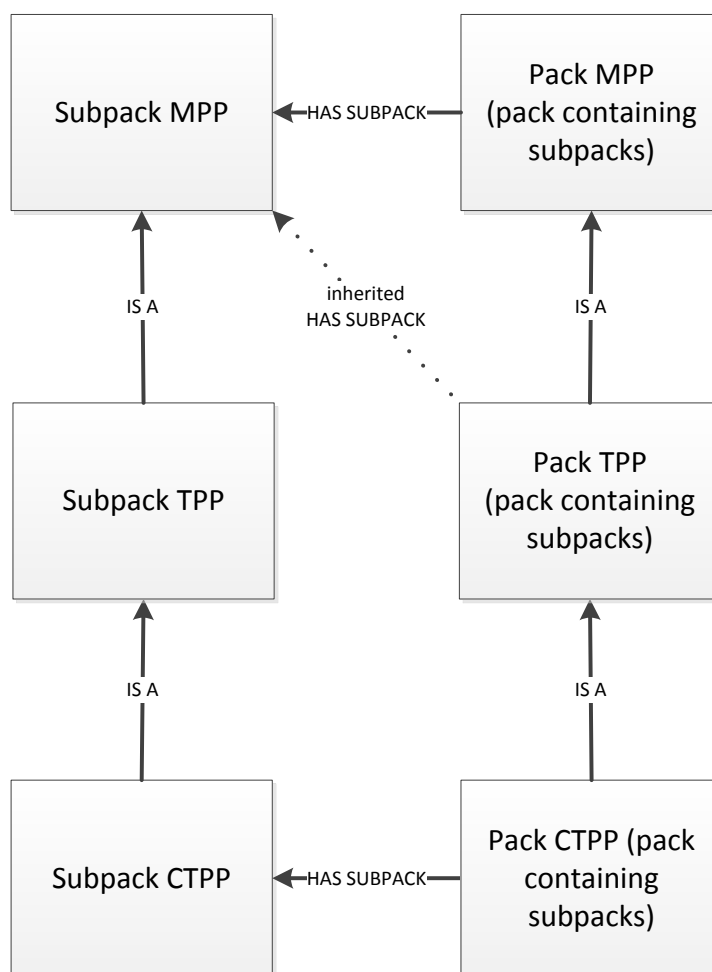 Subpack MPP
HAS SUBPACK
Pack MPP
(pack containing
subpacks)
IS A
inherited
HAS SUBPACK
IS A
Subpack TPP
Pack TPP
(pack containing
subpacks)
IS A
IS A
Subpack CTPP
HAS SUBPACK
Pack CTPP (pack
containing
subpacks)